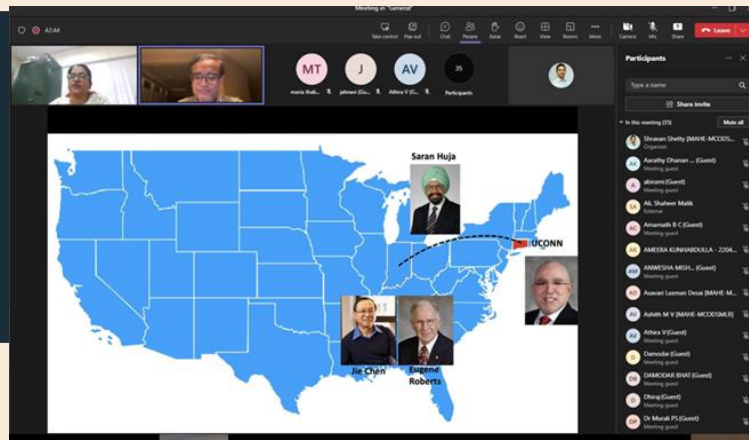 Meeting in "General"
42:44
Take control
Pop out
Chat
People
Raise
React
View
Rooms
More
Camera
Mic
Share
Leave
MT
J
AV
35
maria thak...
jahnavi (Gu...
Athira V (G...
Participants
Saran Huja
UCONN
Jie Chen
Eugene
Roberts
Participants
Type a name
Share invite
In this meeting (35)
Mute all
Shravan Shetty [MAHE-MCODS...
Organizer
Aarathy Dhanan ... (Guest)
Meeting guest
abirami (Guest)
Meeting guest
Ali, Shaheer Malik
External
Amarnath B C (Guest)
Meeting guest
AMEERA KUNHABDULLA - 2204...
ANWESHA MISH... (Guest)
Meeting guest
Asavari Laxman Desai [MAHE-M...
Ashith M V [MAHE-MCODSMLR]
Athira V (Guest)
Meeting guest
Damodar (Guest)
Meeting guest
DAMODAR BHAT (Guest)
Meeting guest
Dhiraj (Guest)
Meeting guest
Dr Murali PS (Guest)
Meeting guest